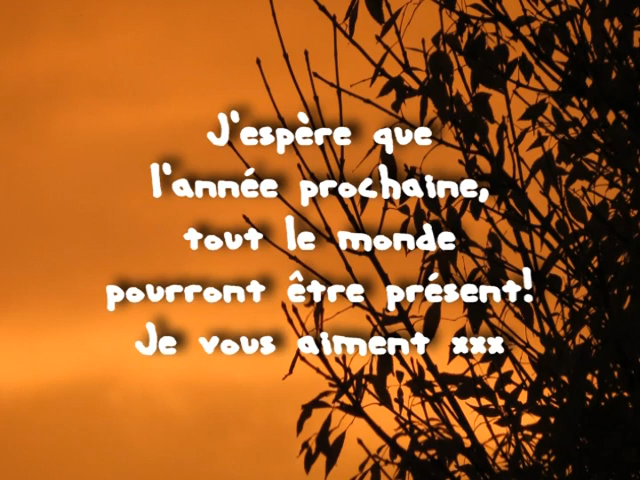 J'espère que
l'année prochaine,
tout le monde
pourront être présent!
Je vous aiment xxx